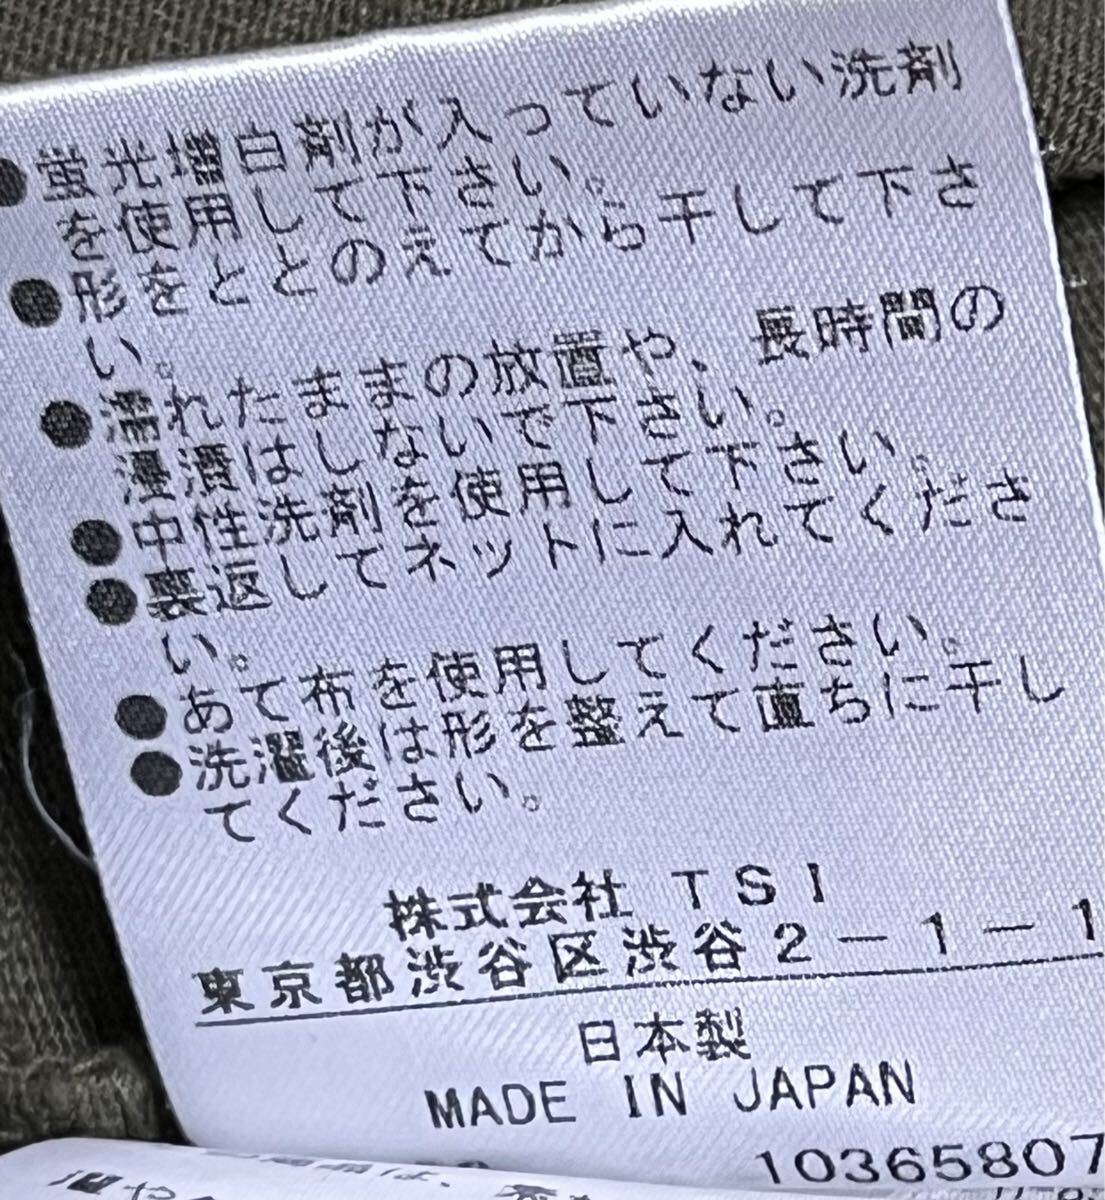 ●蛍光増白剤が入っていない洗剤
を使用して下さい。
●形をととのえてから干して下さ
い。
●濡れたままの放置や、長時間の
浸漬はしないで下さい。
●中性洗剤を使用して下さい。
●裏返してネットに入れてくださ
い。
●あて布を使用してください。
●洗濯後は形を整えて直ちに干し
てください。
株式会社 TSI
東京都渋谷区渋谷2-1-1
日本製
MADE IN JAPAN
10365807